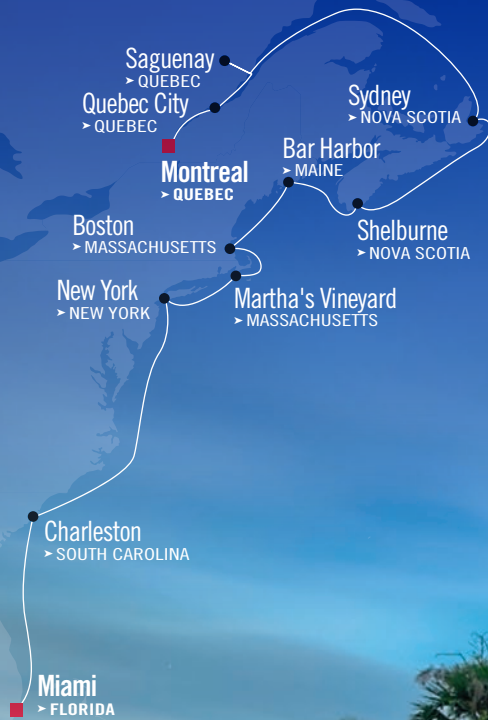 Saguenay
➤ QUEBEC
Quebec City
➤ QUEBEC
Sydney
➤ NOVA SCOTIA
Montreal
➤ QUEBEC
Bar Harbor
➤ MAINE
Shelburne
➤ NOVA SCOTIA
Boston
➤ MASSACHUSETTS
New York
➤ NEW YORK
Martha's Vineyard
➤ MASSACHUSETTS
Charleston
➤ SOUTH CAROLINA
Miami
➤ FLORIDA